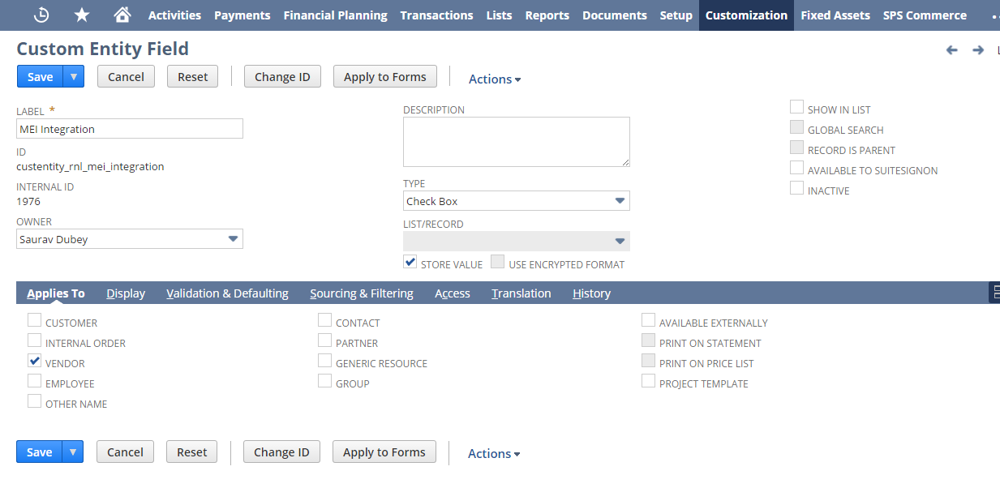 Activities Payments Financial Planning Transactions Lists Reports Documents Setup Customization Fixed Assets SPS Commerce
Custom Entity Field
Save Cancel Reset Change ID Apply to Forms Actions
LABEL *
MEI Integration
ID
custentity_rnl_mei_integration
INTERNAL ID
1976
OWNER
Saurav Dubey
DESCRIPTION
TYPE
Check Box
LIST/RECORD
STORE VALUE USE ENCRYPTED FORMAT
SHOW IN LIST
GLOBAL SEARCH
RECORD IS PARENT
AVAILABLE TO SUITESIGNON
INACTIVE
Applies To Display Validation & Defaulting Sourcing & Filtering Access Translation History
CUSTOMER
INTERNAL ORDER
VENDOR
EMPLOYEE
OTHER NAME
CONTACT
PARTNER
GENERIC RESOURCE
GROUP
AVAILABLE EXTERNALLY
PRINT ON STATEMENT
PRINT ON PRICE LIST
PROJECT TEMPLATE
Save Cancel Reset Change ID Apply to Forms Actions